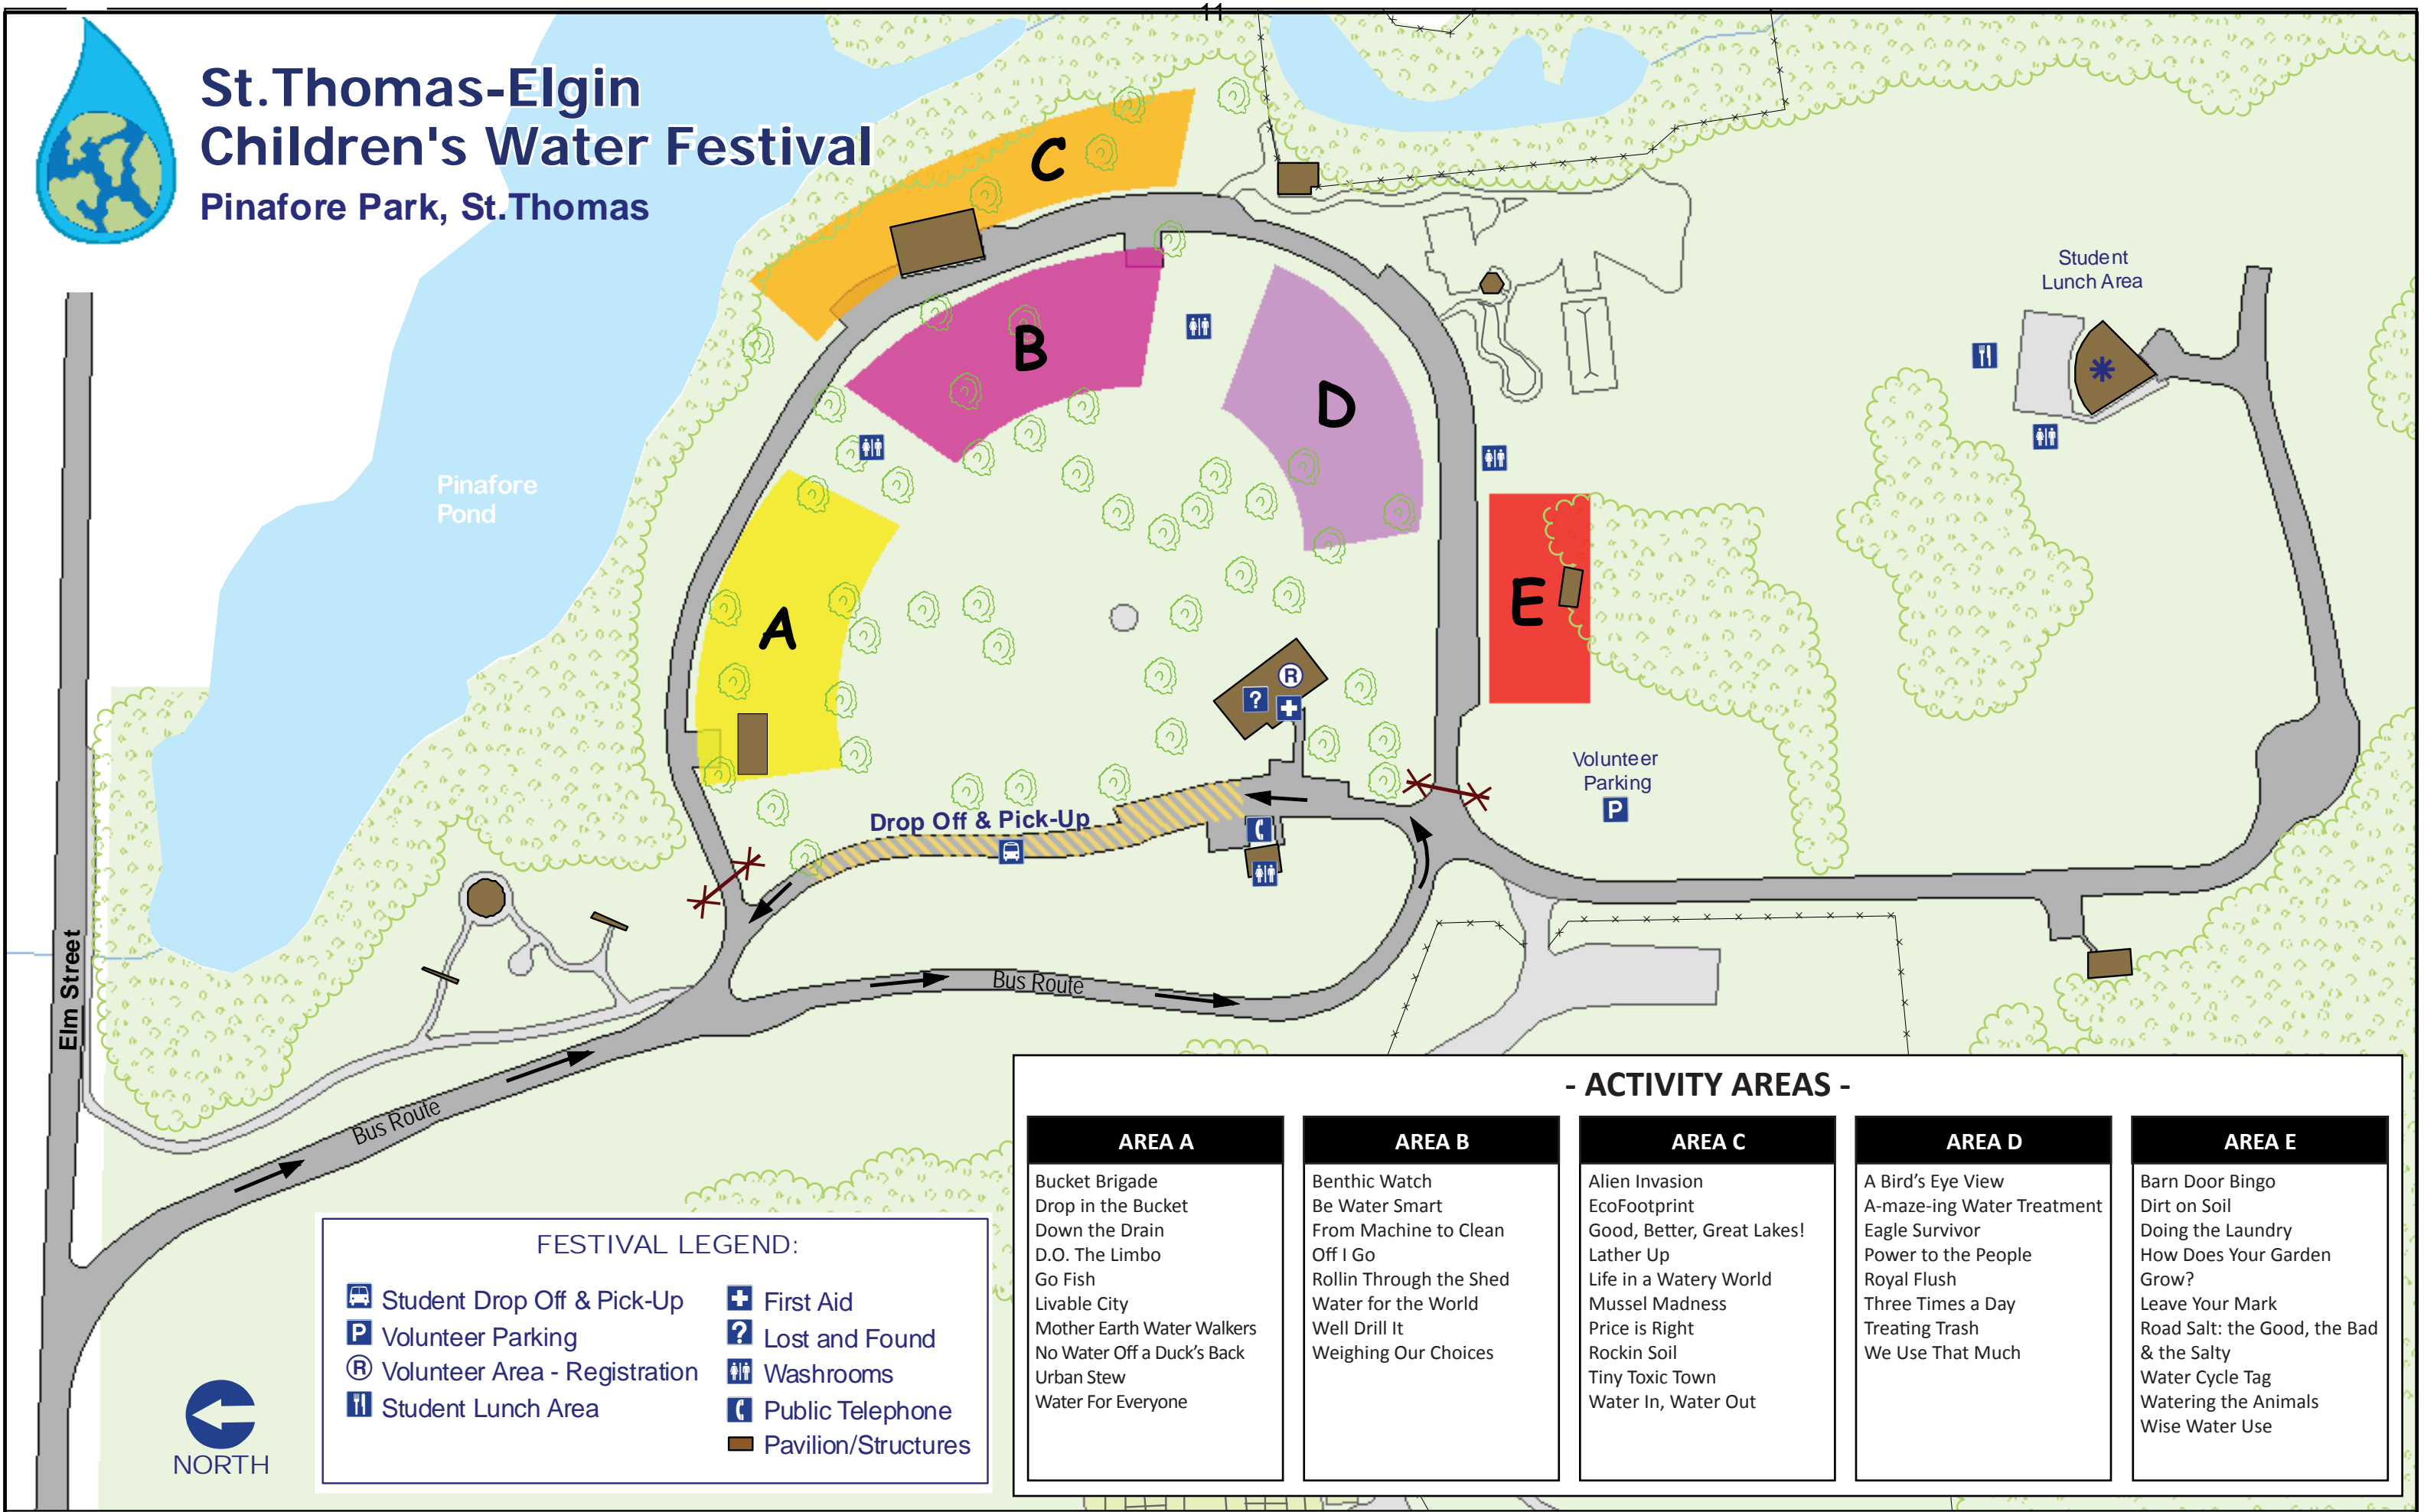 11
St.Thomas-Elgin
Children's Water Festival
Pinafore Park, St.Thomas
C
B
D
A
E
Student
Lunch Area
Pinafore
Pond
R
?
Volunteer
Parking
P
Drop Off & Pick-Up
Elm Street
Bus Route
Bus Route
NORTH
FESTIVAL LEGEND:
Student Drop Off & Pick-Up
P Volunteer Parking
R Volunteer Area - Registration
Student Lunch Area
First Aid
? Lost and Found
Washrooms
Public Telephone
Pavilion/Structures
- ACTIVITY AREAS -
AREA A
Bucket Brigade
Drop in the Bucket
Down the Drain
D.O. The Limbo
Go Fish
Livable City
Mother Earth Water Walkers
No Water Off a Duck’s Back
Urban Stew
Water For Everyone
AREA B
Benthic Watch
Be Water Smart
From Machine to Clean
Off I Go
Rollin Through the Shed
Water for the World
Well Drill It
Weighing Our Choices
AREA C
Alien Invasion
EcoFootprint
Good, Better, Great Lakes!
Lather Up
Life in a Watery World
Mussel Madness
Price is Right
Rockin Soil
Tiny Toxic Town
Water In, Water Out
AREA D
A Bird’s Eye View
A-maze-ing Water Treatment
Eagle Survivor
Power to the People
Royal Flush
Three Times a Day
Treating Trash
We Use That Much
AREA E
Barn Door Bingo
Dirt on Soil
Doing the Laundry
How Does Your Garden
Grow?
Leave Your Mark
Road Salt: the Good, the Bad
& the Salty
Water Cycle Tag
Watering the Animals
Wise Water Use